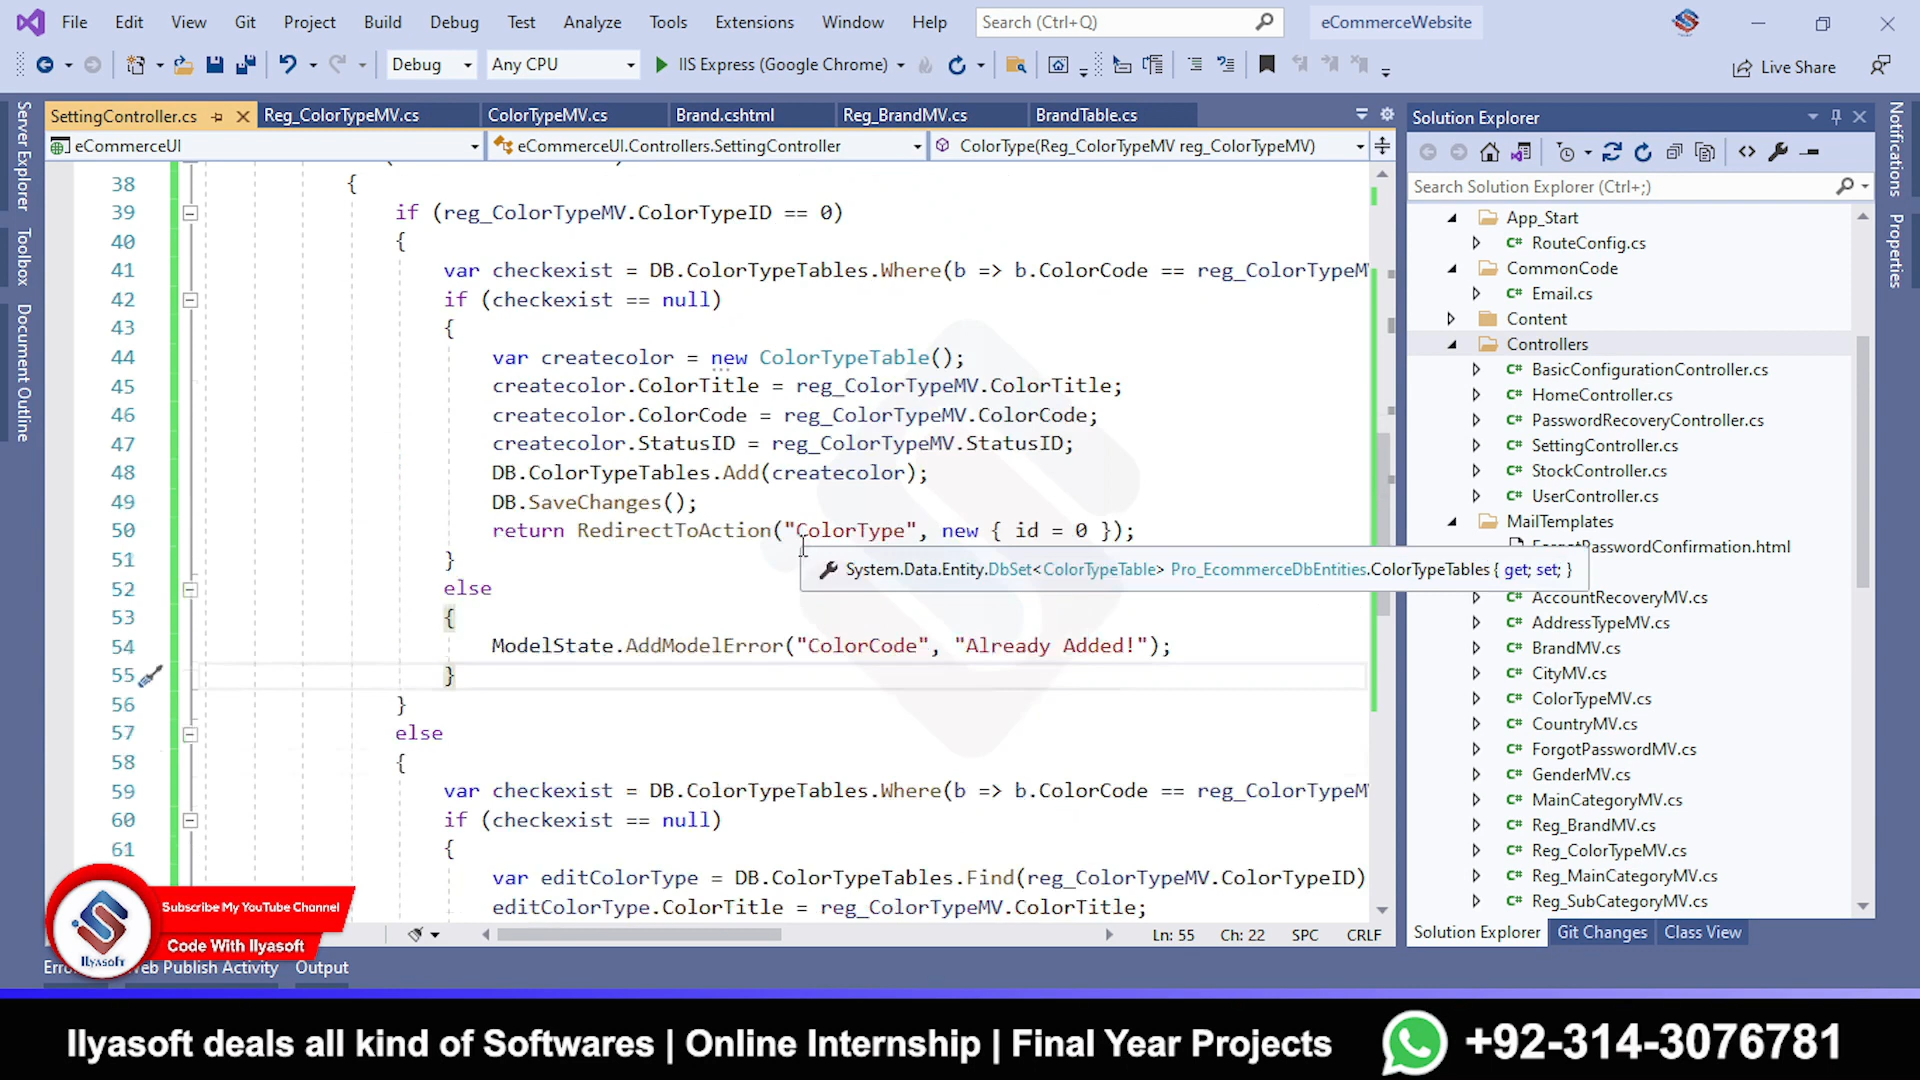 File Edit View Git Project Build Debug Test Analyze Tools Extensions Window Help Search (Ctrl+Q) eCommerceWebsite
Debug Any CPU IIS Express (Google Chrome) Live Share
SettingController.cs Reg_ColorTypeMV.cs ColorTypeMV.cs Brand.cshtml Reg_BrandMV.cs BrandTable.cs
eCommerceUI eCommerceUI.Controllers.SettingController ColorType(Reg_ColorTypeMV reg_ColorTypeMV)
Server Explorer
Toolbox
Document Outline
38 {
39 if (reg_ColorTypeMV.ColorTypeID == 0)
40 {
41 var checkexist = DB.ColorTypeTables.Where(b => b.ColorCode == reg_ColorTypeMV
42 if (checkexist == null)
43 {
44 var createcolor = new ColorTypeTable();
45 createcolor.ColorTitle = reg_ColorTypeMV.ColorTitle;
46 createcolor.ColorCode = reg_ColorTypeMV.ColorCode;
47 createcolor.StatusID = reg_ColorTypeMV.StatusID;
48 DB.ColorTypeTables.Add(createcolor);
49 DB.SaveChanges();
50 return RedirectToAction("ColorType", new { id = 0 });
51 }
System.Data.Entity.DbSet<ColorTypeTable> Pro_EcommerceDbEntities.ColorTypeTables { get; set; }
52 else
53 {
54 ModelState.AddModelError("ColorCode", "Already Added!");
55 }
56 }
57 else
58 {
59 var checkexist = DB.ColorTypeTables.Where(b => b.ColorCode == reg_ColorTypeMV
60 if (checkexist == null)
61 {
var editColorType = DB.ColorTypeTables.Find(reg_ColorTypeMV.ColorTypeID)
editColorType.ColorTitle = reg_ColorTypeMV.ColorTitle;
Ln: 55 Ch: 22 SPC CRLF
Web Publish Activity Output
Solution Explorer
Search Solution Explorer (Ctrl+;)
App_Start
C# RouteConfig.cs
CommonCode
C# Email.cs
Content
Controllers
C# BasicConfigurationController.cs
C# HomeController.cs
C# PasswordRecoveryController.cs
C# SettingController.cs
C# StockController.cs
C# UserController.cs
MailTemplates
ForgotPasswordConfirmation.html
C# AccountRecoveryMV.cs
C# AddressTypeMV.cs
C# BrandMV.cs
C# CityMV.cs
C# ColorTypeMV.cs
C# CountryMV.cs
C# ForgotPasswordMV.cs
C# GenderMV.cs
C# MainCategoryMV.cs
C# Reg_BrandMV.cs
C# Reg_ColorTypeMV.cs
C# Reg_MainCategoryMV.cs
C# Reg_SubCategoryMV.cs
Solution Explorer Git Changes Class View
Notifications
Properties
Subscribe My YouTube Channel
Code With Ilyasoft
Ilyasoft
Ilyasoft deals all kind of Softwares | Online Internship | Final Year Projects +92-314-3076781